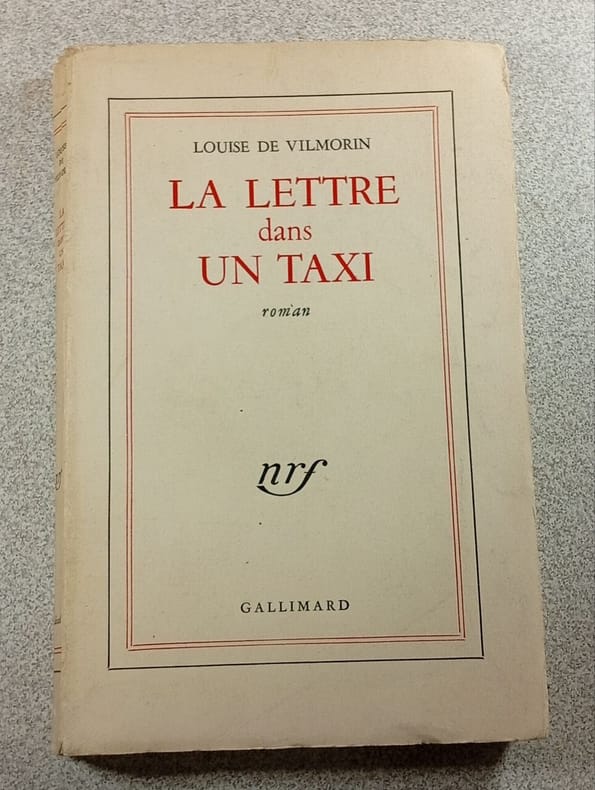 LOUISE DE VILMORIN
LA LETTRE
dans
UN TAXI
roman
nrf
GALLIMARD